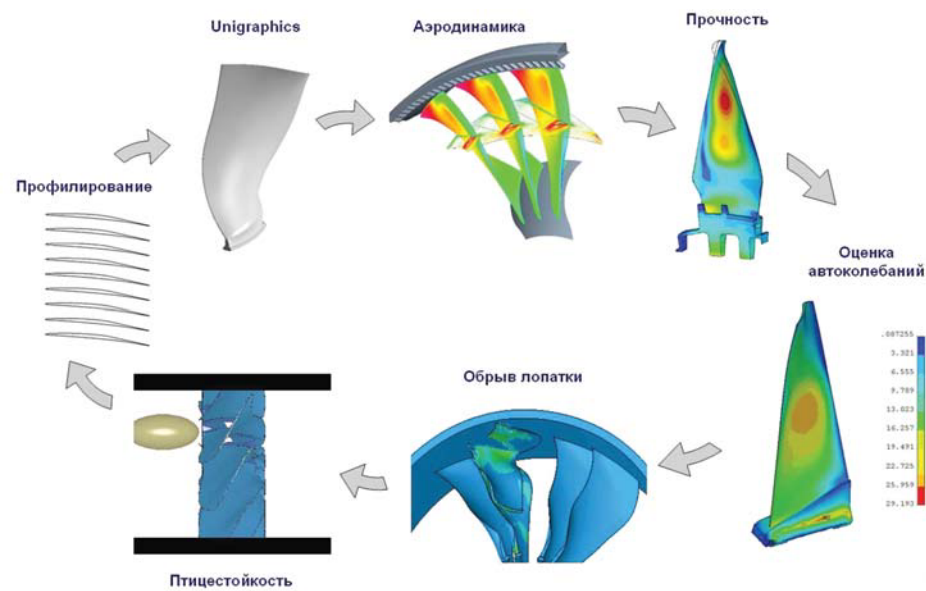 Unigraphics
Аэродинамика
Прочность
Профилирование
Оценка
автоколебаний
.087255
3.321
6.555
9.789
13.023
16.257
19.491
22.725
25.959
29.193
Обрыв лопатки
Птицестойкость